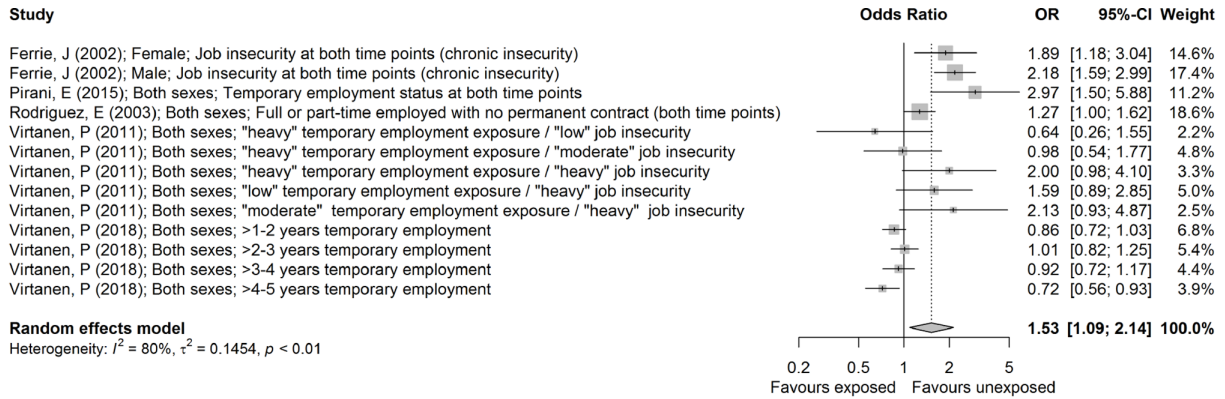 Study Odds Ratio OR 95%-CI Weight
Ferrie, J (2002); Female; Job insecurity at both time points (chronic insecurity) 1.89 [1.18; 3.04] 14.6%
Ferrie, J (2002); Male; Job insecurity at both time points (chronic insecurity) 2.18 [1.59; 2.99] 17.4%
Pirani, E (2015); Both sexes; Temporary employment status at both time points 2.97 [1.50; 5.88] 11.2%
Rodriguez, E (2003); Both sexes; Full or part-time employed with no permanent contract (both time points) 1.27 [1.00; 1.62] 18.6%
Virtanen, P (2011); Both sexes; "heavy" temporary employment exposure / "low" job insecurity 0.64 [0.26; 1.55] 2.2%
Virtanen, P (2011); Both sexes; "heavy" temporary employment exposure / "moderate" job insecurity 0.98 [0.54; 1.77] 4.8%
Virtanen, P (2011); Both sexes; "heavy" temporary employment exposure / "heavy" job insecurity 2.00 [0.98; 4.10] 3.3%
Virtanen, P (2011); Both sexes; "low" temporary employment exposure / "heavy" job insecurity 1.59 [0.89; 2.85] 5.0%
Virtanen, P (2011); Both sexes; "moderate" temporary employment exposure / "heavy" job insecurity 2.13 [0.93; 4.87] 2.5%
Virtanen, P (2018); Both sexes; >1-2 years temporary employment 0.86 [0.72; 1.03] 6.8%
Virtanen, P (2018); Both sexes; >2-3 years temporary employment 1.01 [0.82; 1.25] 5.4%
Virtanen, P (2018); Both sexes; >3-4 years temporary employment 0.92 [0.72; 1.17] 4.4%
Virtanen, P (2018); Both sexes; >4-5 years temporary employment 0.72 [0.56; 0.93] 3.9%
Random effects model 1.53 [1.09; 2.14] 100.0%
Heterogeneity: I² = 80%, τ² = 0.1454, p < 0.01
0.2 0.5 1 2 5
Favours exposed Favours unexposed